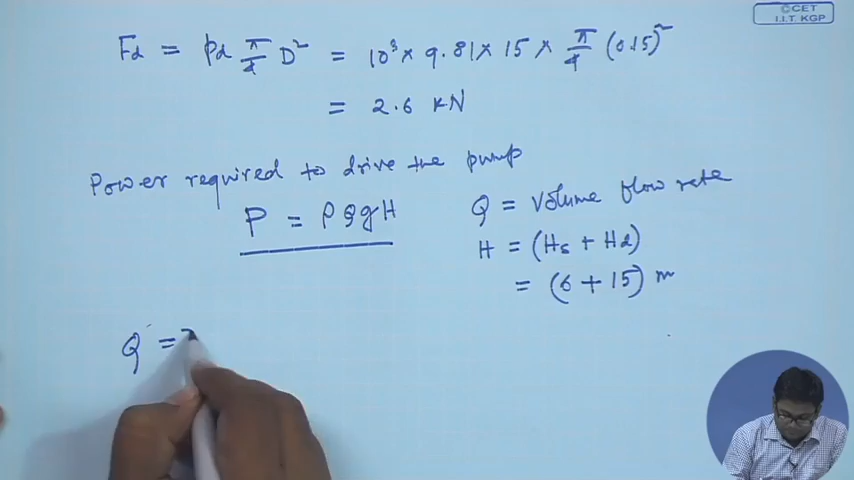 ©CET
I.I.T. KGP
Fd = pd π/4 D² = 10³ × 9.81 × 15 × π/4 (0.15)²
= 2.6 KN
Power required to drive the pump
P = ρQgH
Q = Volume flow rate
H = (Hs + Hd)
= (6 + 15) m
Q =